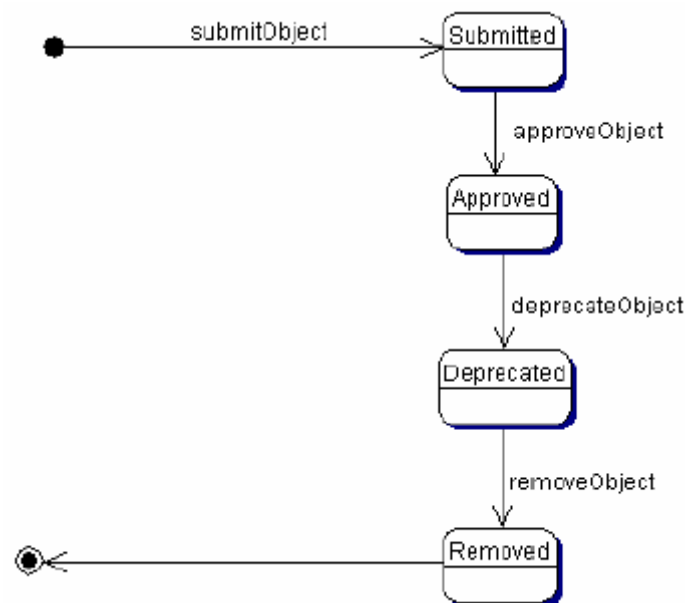 submitObject
Submitted
approveObject
Approved
deprecateObject
Deprecated
removeObject
Removed